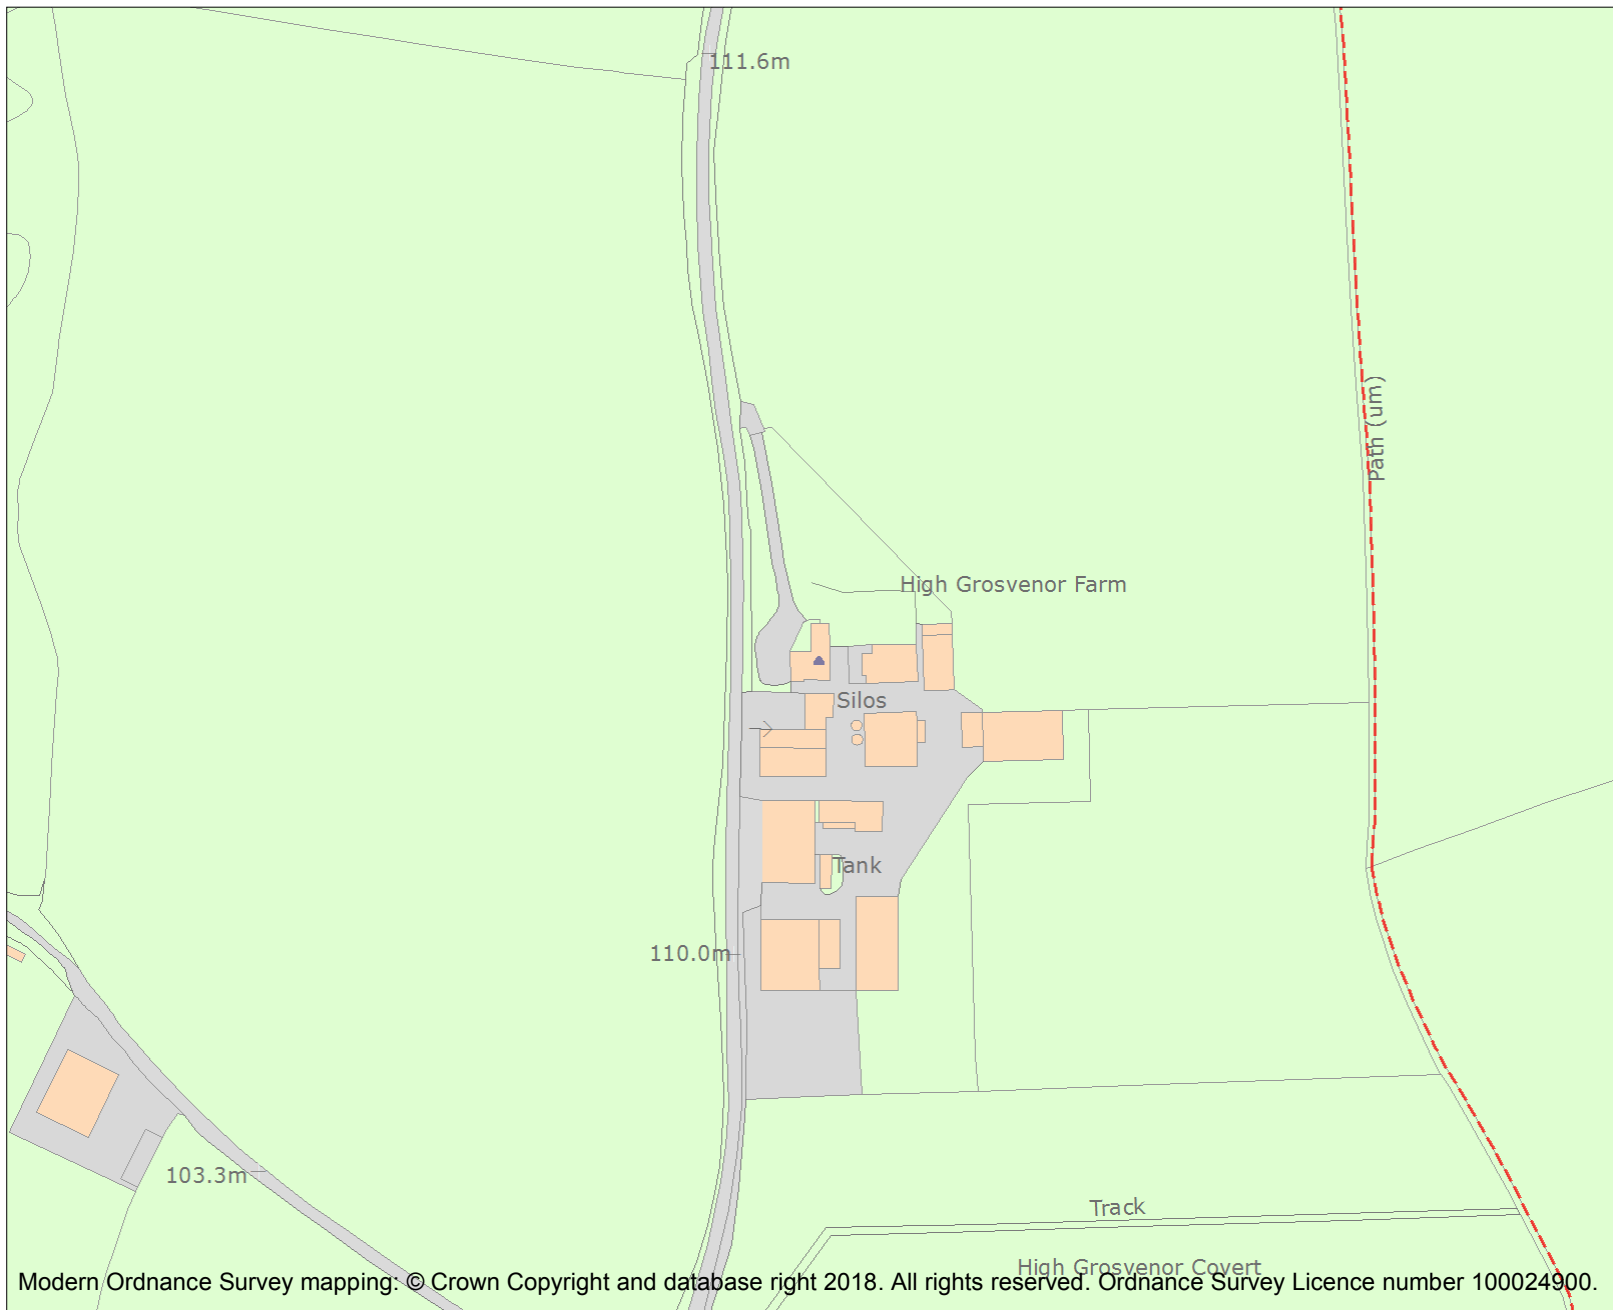 111.6m
Path (um)
High Grosvenor Farm
Silos
Tank
110.0m
103.3m
Track
High Grosvenor Covert
Modern Ordnance Survey mapping: © Crown Copyright and database right 2018. All rights reserved. Ordnance Survey Licence number 100024900.